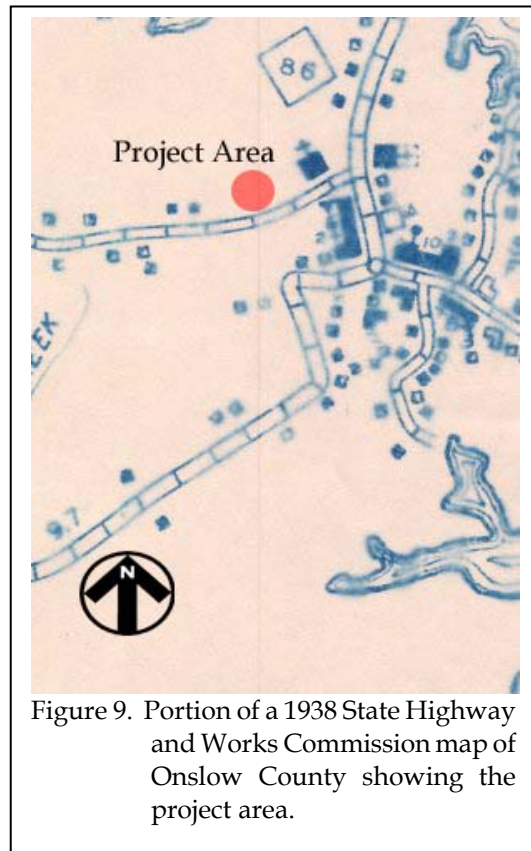 86
Project Area
10
EEK
9.7
N
Figure 9. Portion of a 1938 State Highway
and Works Commission map of
Onslow County showing the
project area.